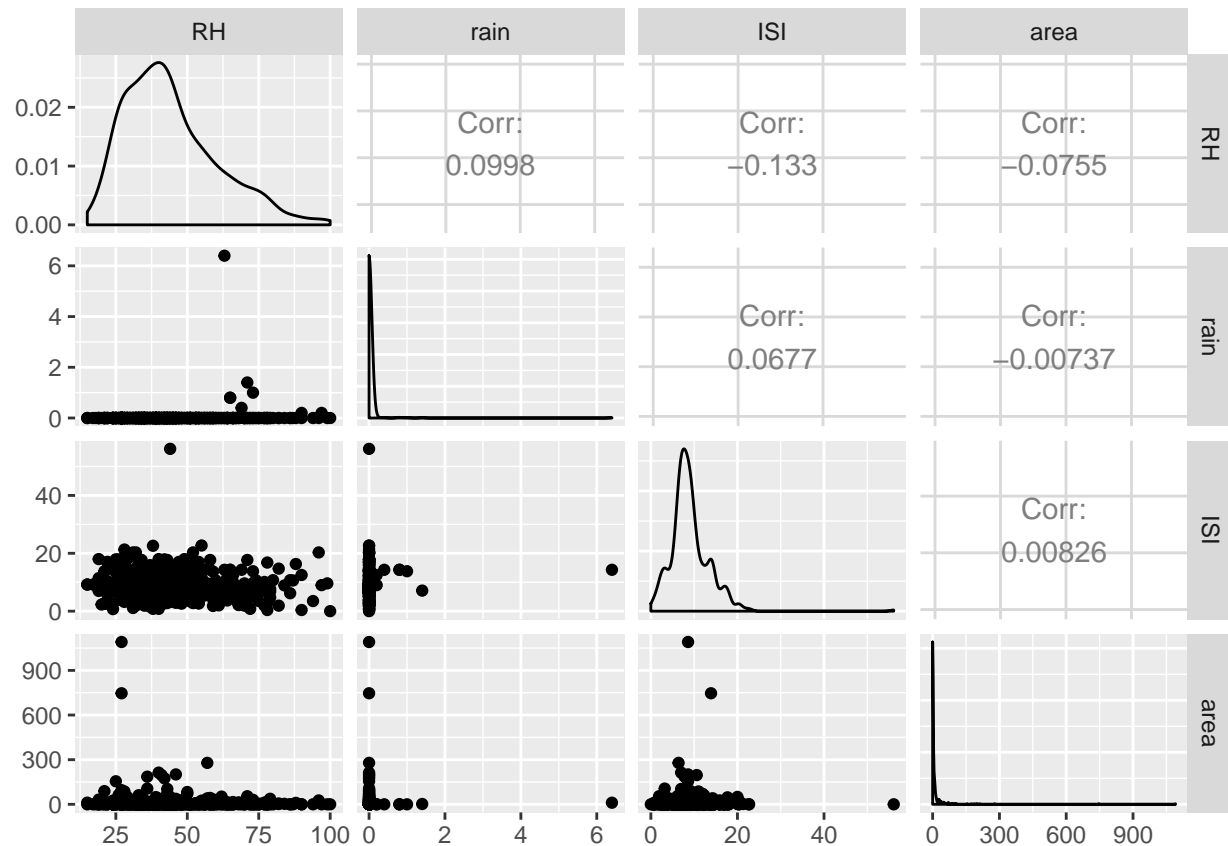 RH rain ISI area
0.02
0.01
0.00
Corr:
0.0998
Corr:
−0.133
Corr:
−0.0755
RH
6
4
2
0
Corr:
0.0677
Corr:
−0.00737
rain
40
20
0
Corr:
0.00826
ISI
900
600
300
0
area
25 50 75 100 0 2 4 6 0 20 40 0 300 600 900